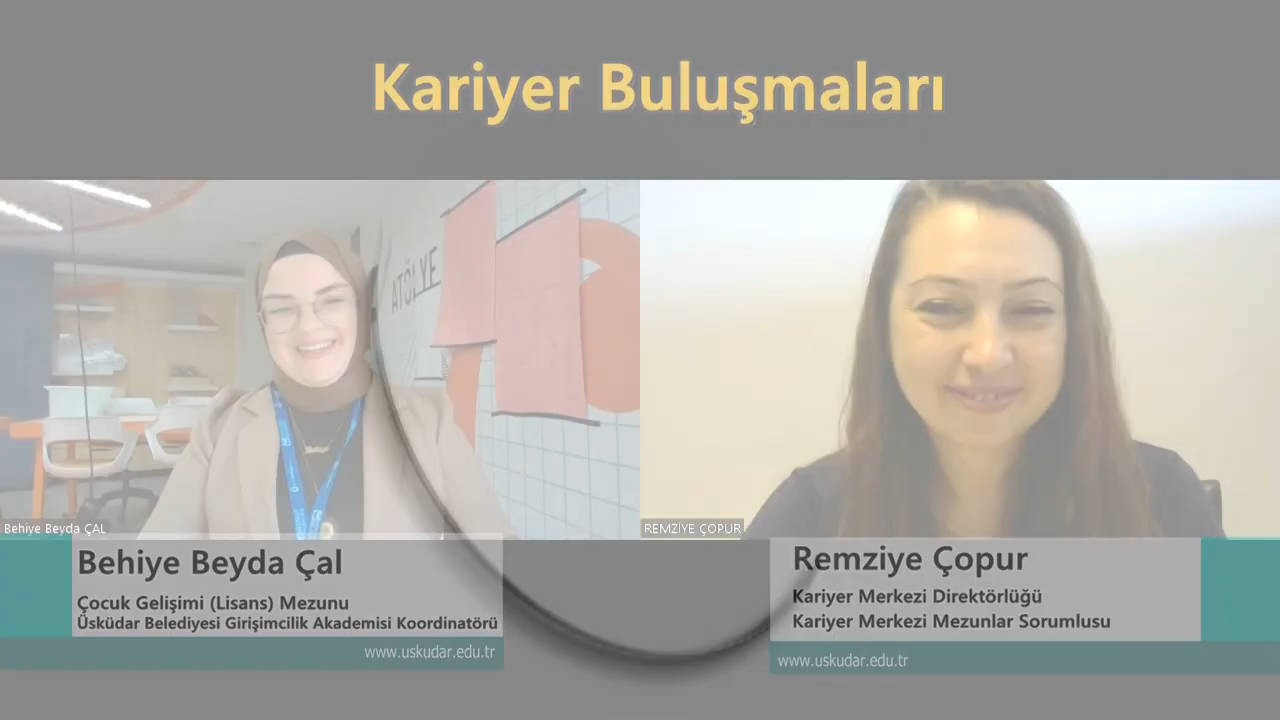 Kariyer Buluşmaları
ATÖLYE
Behiye Beyda ÇAL
REMZİYE ÇOPUR
Behiye Beyda Çal
Çocuk Gelişimi (Lisans) Mezunu
Üsküdar Belediyesi Girişimcilik Akademisi Koordinatörü
www.uskudar.edu.tr
Remziye Çopur
Kariyer Merkezi Direktörlüğü
Kariyer Merkezi Mezunlar Sorumlusu
www.uskudar.edu.tr